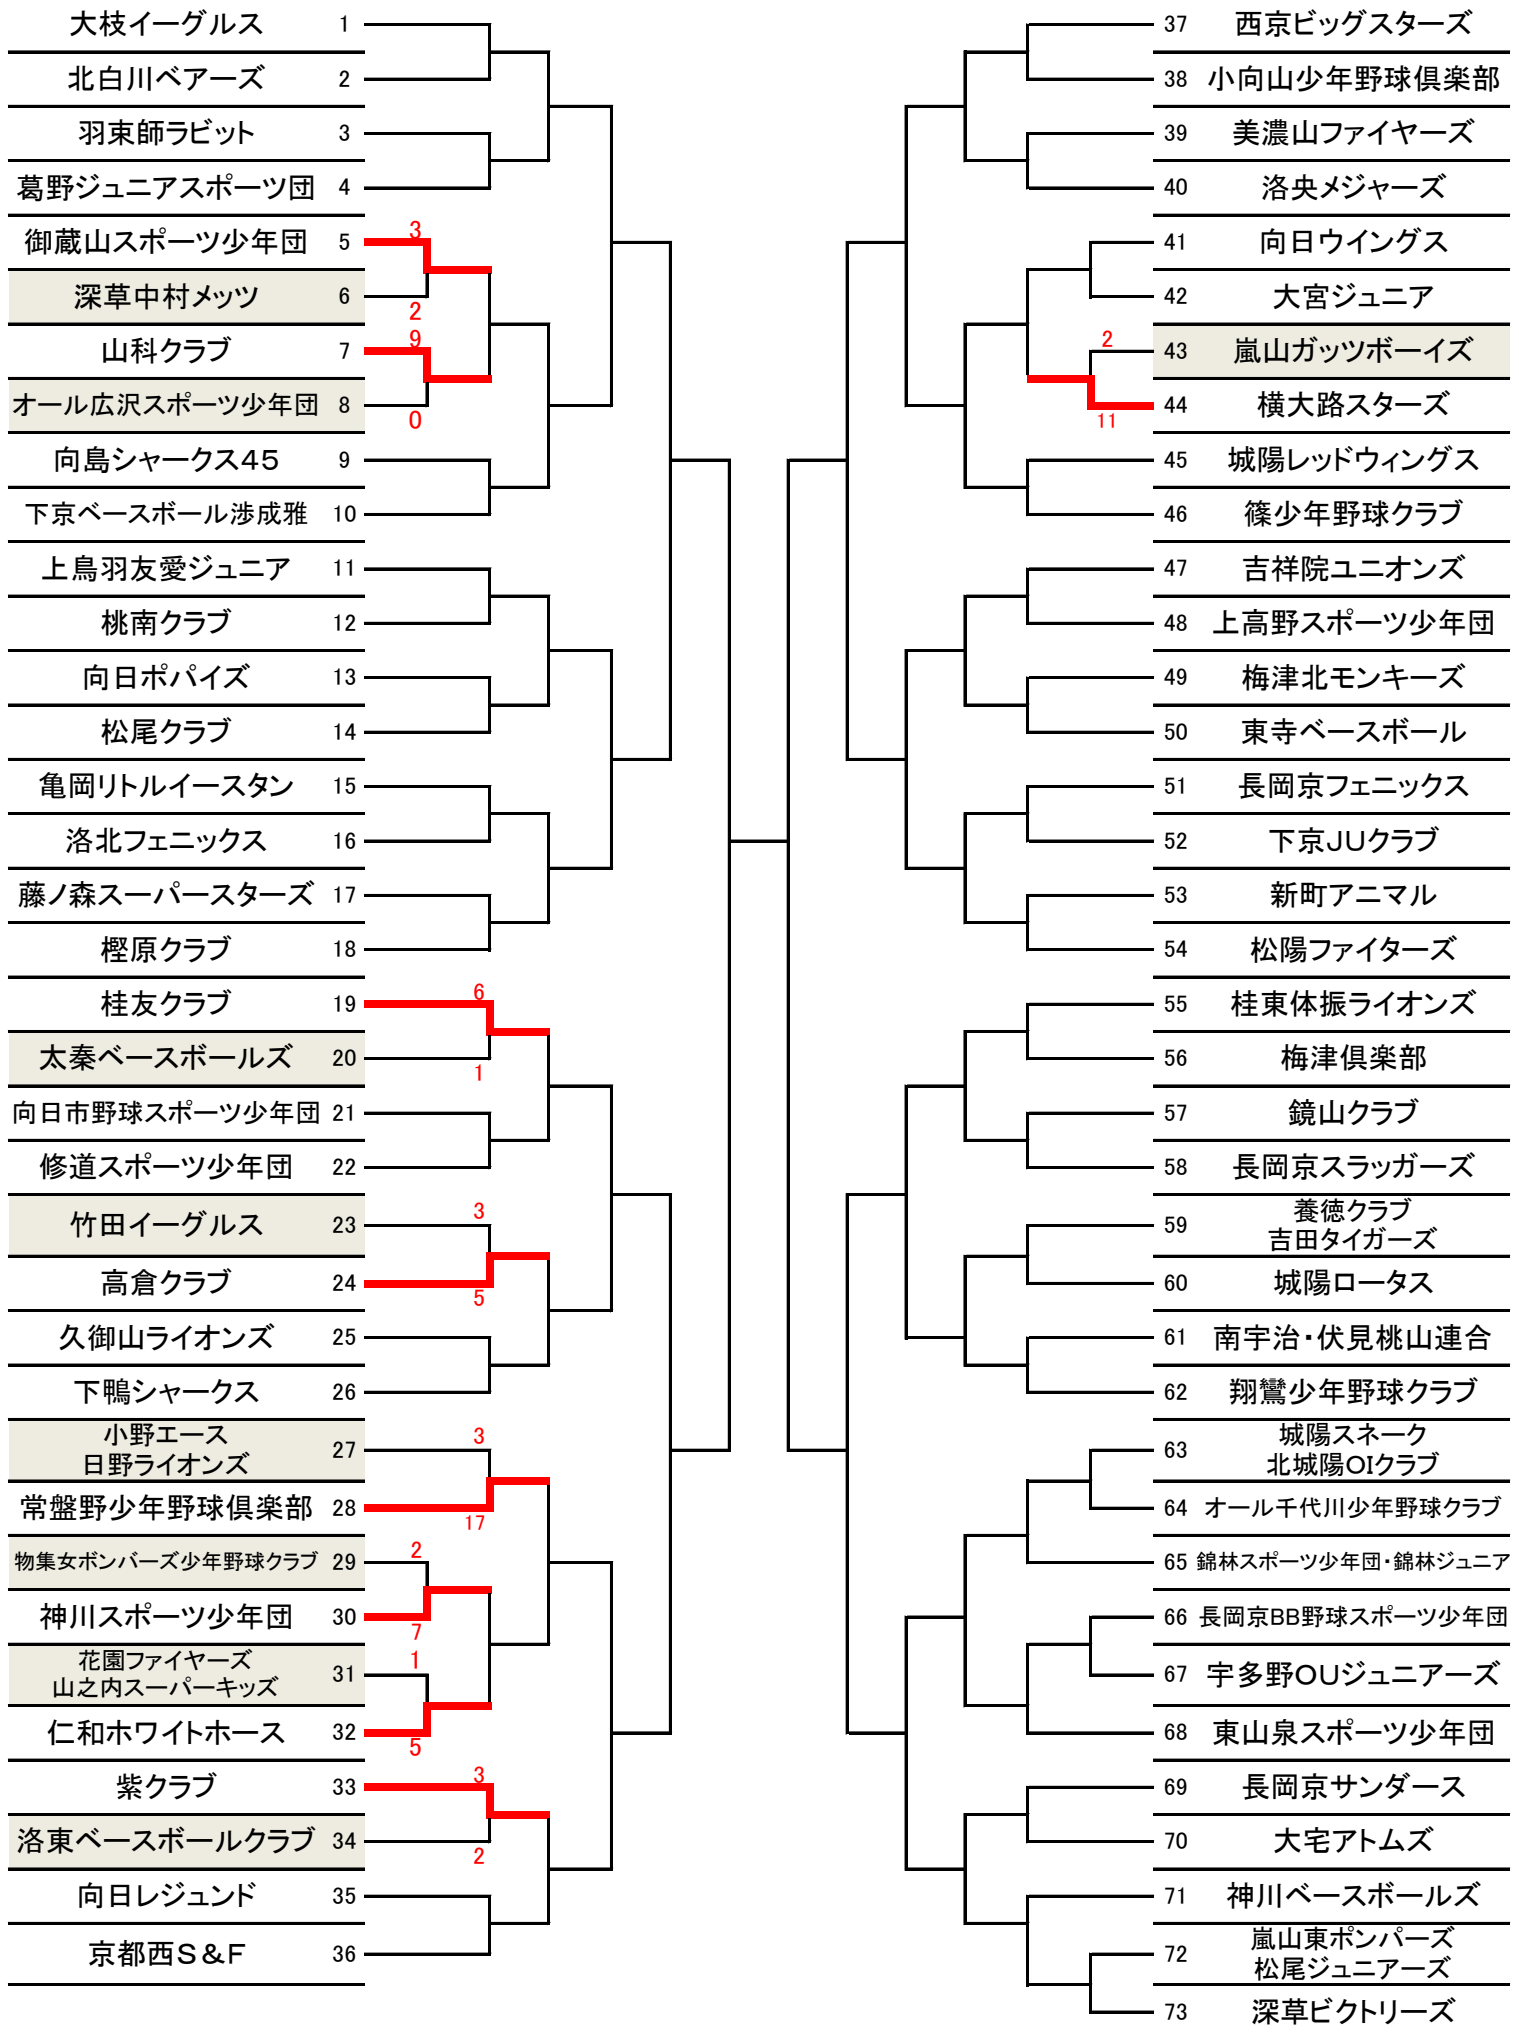 大枝イーグルス 1
北白川ベアーズ 2
羽束師ラビット 3
葛野ジュニアスポーツ団 4
御蔵山スポーツ少年団 5 3
深草中村メッツ 6 2
山科クラブ 7 9
オール広沢スポーツ少年団 8 0
向島シャークス45 9
下京ベースボール渉成雅 10
上鳥羽友愛ジュニア 11
桃南クラブ 12
向日ポパイズ 13
松尾クラブ 14
亀岡リトルイースタン 15
洛北フェニックス 16
藤ノ森スーパースターズ 17
樫原クラブ 18
桂友クラブ 19 6
太秦ベースボールズ 20 1
向日市野球スポーツ少年団 21
修道スポーツ少年団 22
竹田イーグルス 23 3
高倉クラブ 24 5
久御山ライオンズ 25
下鴨シャークス 26
小野エース
日野ライオンズ 27 3
常盤野少年野球倶楽部 28 17
物集女ボンバーズ少年野球クラブ 29 2
神川スポーツ少年団 30 7
花園ファイヤーズ
山之内スーパーキッズ 31 1
仁和ホワイトホース 32 5
紫クラブ 33 3
洛東ベースボールクラブ 34 2
向日レジェンド 35
京都西S&F 36
37 西京ビッグスターズ
38 小向山少年野球倶楽部
39 美濃山ファイヤーズ
40 洛央メジャーズ
41 向日ウイングス
42 大宮ジュニア
2 43 嵐山ガッツボーイズ
11 44 横大路スターズ
45 城陽レッドウィングス
46 篠少年野球クラブ
47 吉祥院ユニオンズ
48 上高野スポーツ少年団
49 梅津北モンキーズ
50 東寺ベースボール
51 長岡京フェニックス
52 下京JUクラブ
53 新町アニマル
54 松陽ファイターズ
55 桂東体振ライオンズ
56 梅津倶楽部
57 鏡山クラブ
58 長岡京スラッガーズ
59 養徳クラブ
吉田タイガーズ
60 城陽ロータス
61 南宇治・伏見桃山連合
62 翔鸞少年野球クラブ
63 城陽スネーク
北城陽OIクラブ
64 オール千代川少年野球クラブ
65 錦林スポーツ少年団・錦林ジュニア
66 長岡京BB野球スポーツ少年団
67 宇多野OUジュニアーズ
68 東山泉スポーツ少年団
69 長岡京サンダース
70 大宅アトムズ
71 神川ベースボールズ
72 嵐山東ポンパーズ
松尾ジュニアーズ
73 深草ビクトリーズ